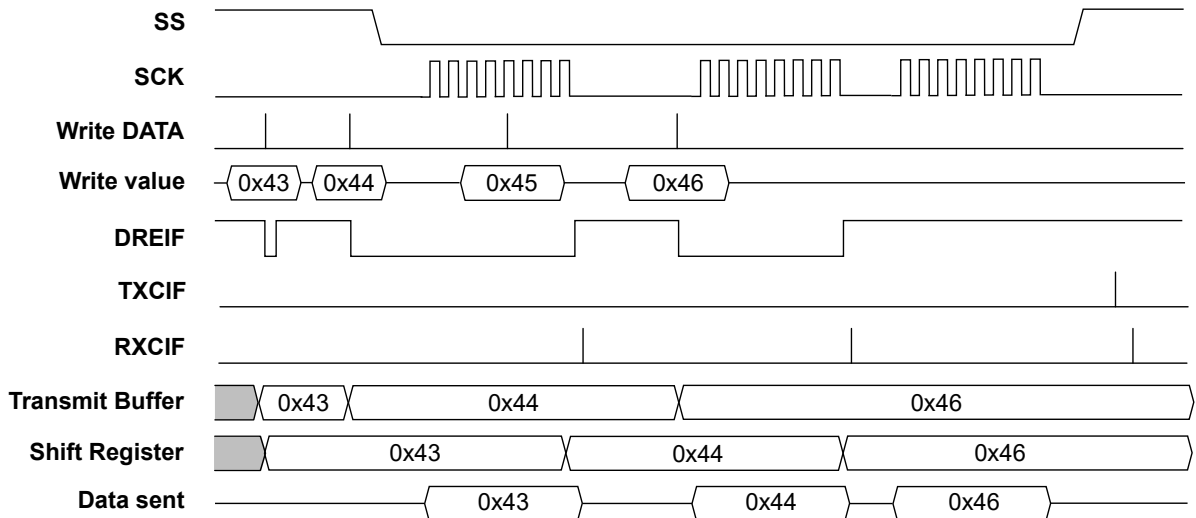 SS
SCK
Write DATA
Write value 0x43 0x44 0x45 0x46
DREIF
TXCIF
RXCIF
Transmit Buffer 0x43 0x44 0x46
Shift Register 0x43 0x44 0x46
Data sent 0x43 0x44 0x46